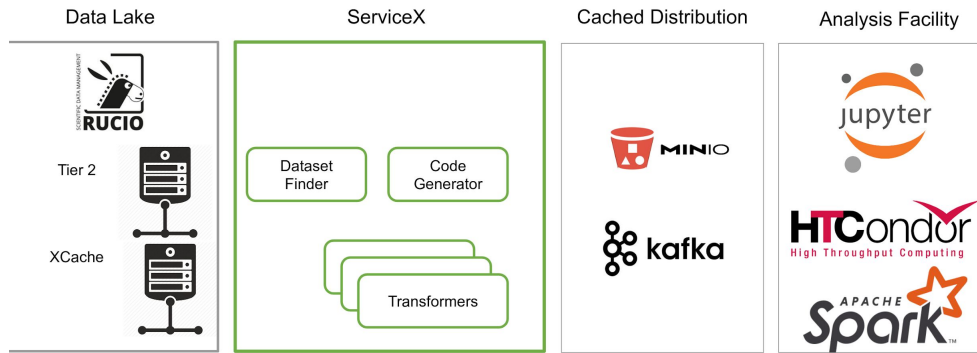 Data Lake
ServiceX
Cached Distribution
Analysis Facility
SCIENTIFIC DATA MANAGEMENT
RUCIO
Tier 2
XCache
Dataset
Finder
Code
Generator
Transformers
MINIO
kafka
jupyter
HTCondor
High Throughput Computing
APACHE
Spark™